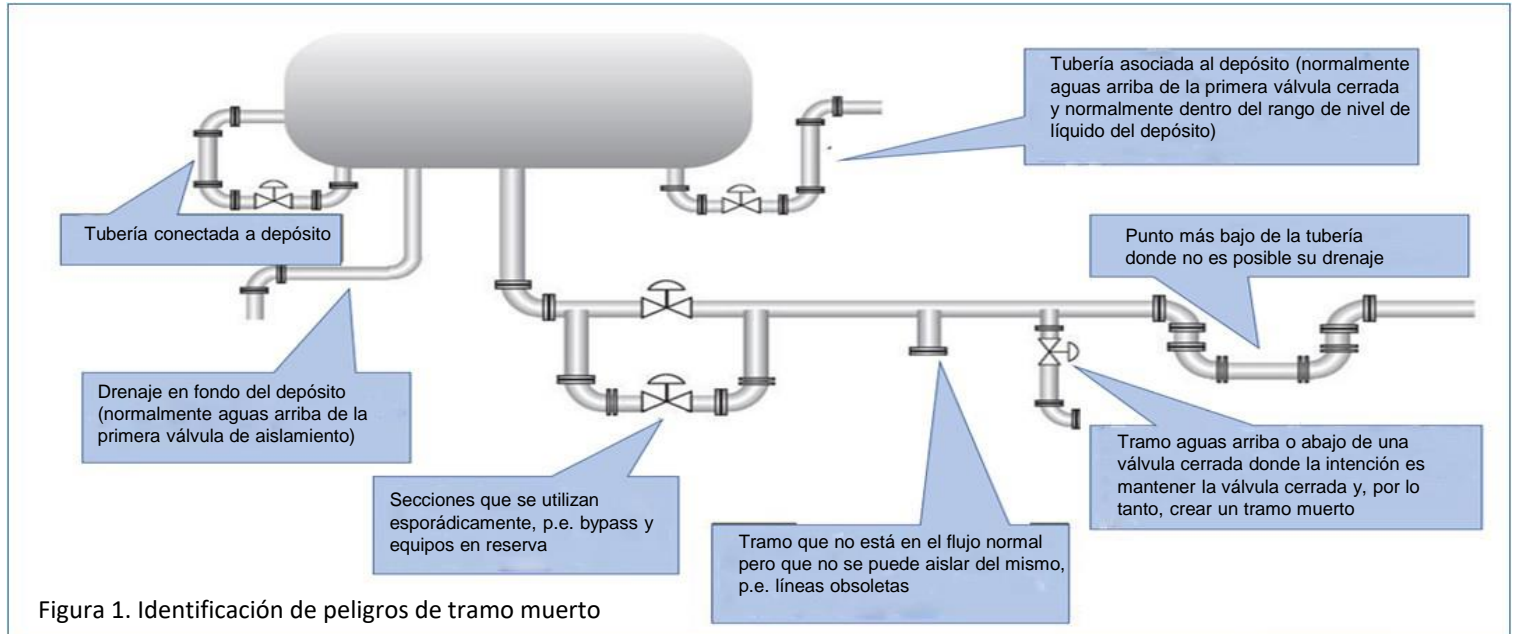 Tubería asociada al depósito (normalmente
aguas arriba de la primera válvula cerrada
y normalmente dentro del rango de nivel de
líquido del depósito)
Tubería conectada a depósito
Punto más bajo de la tubería
donde no es posible su drenaje
Drenaje en fondo del depósito
(normalmente aguas arriba de la
primera válvula de aislamiento)
Secciones que se utilizan
esporádicamente, p.e. bypass y
equipos en reserva
Tramo que no está en el flujo normal
pero que no se puede aislar del mismo,
p.e. líneas obsoletas
Tramo aguas arriba o abajo de una
válvula cerrada donde la intención es
mantener la válvula cerrada y, por lo
tanto, crear un tramo muerto
Figura 1. Identificación de peligros de tramo muerto